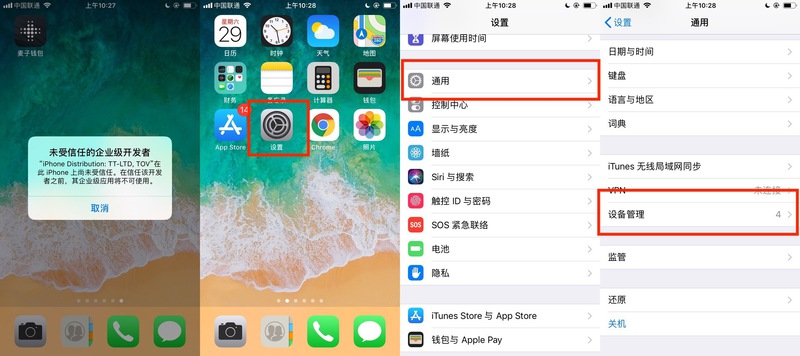 中国联通
上午10:27
麦子钱包
未受信任的企业级开发者
“iPhone Distribution: TT-LTD, TOV”在
此 iPhone 上尚未受信任。在信任该开发
者之前，其企业级应用将不可使用。
取消
中国联通
上午10:28
星期六
29
日历
时钟
天气
地图
财务
计算器
钱包
14
App Store
设置
Chrome
照片
中国联通
上午10:28
设置
屏幕使用时间
通用
控制中心
AA
显示与亮度
墙纸
Siri 与搜索
触控 ID 与密码
SOS
SOS 紧急联络
电池
隐私
iTunes Store 与 App Store
钱包与 Apple Pay
中国联通
上午10:28
设置
通用
日期与时间
键盘
语言与地区
词典
iTunes 无线局域网同步
VPN
未连接
设备管理
4
监管
还原
关机